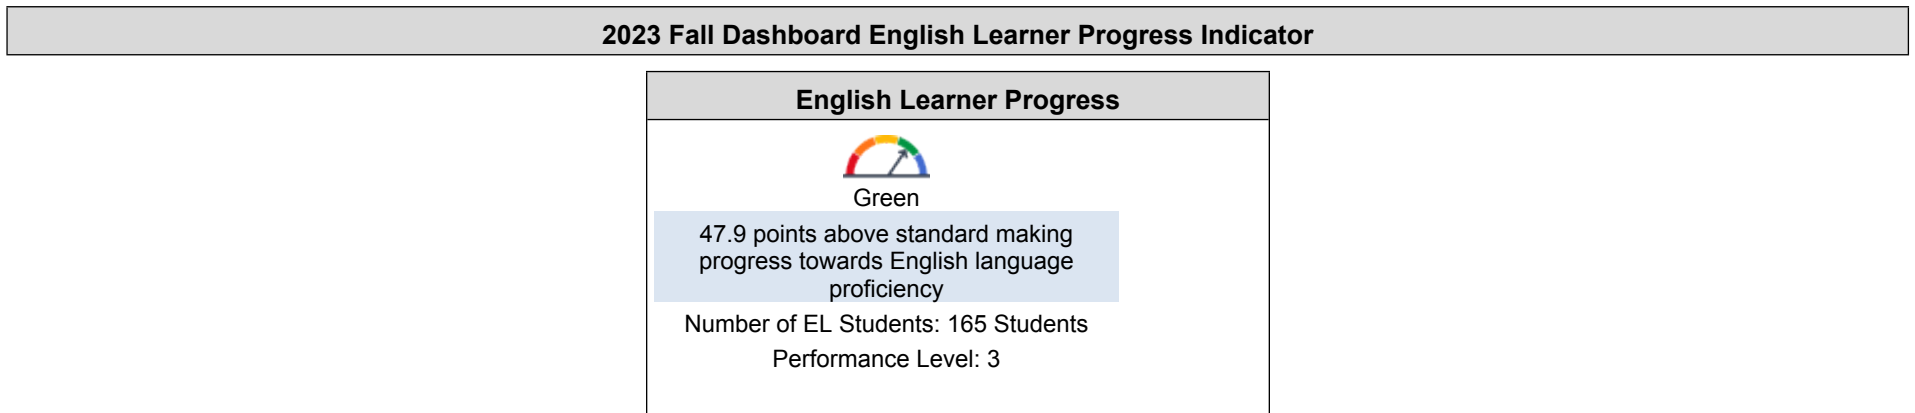 2023 Fall Dashboard English Learner Progress Indicator
English Learner Progress
Green
47.9 points above standard making
progress towards English language
proficiency
Number of EL Students: 165 Students
Performance Level: 3